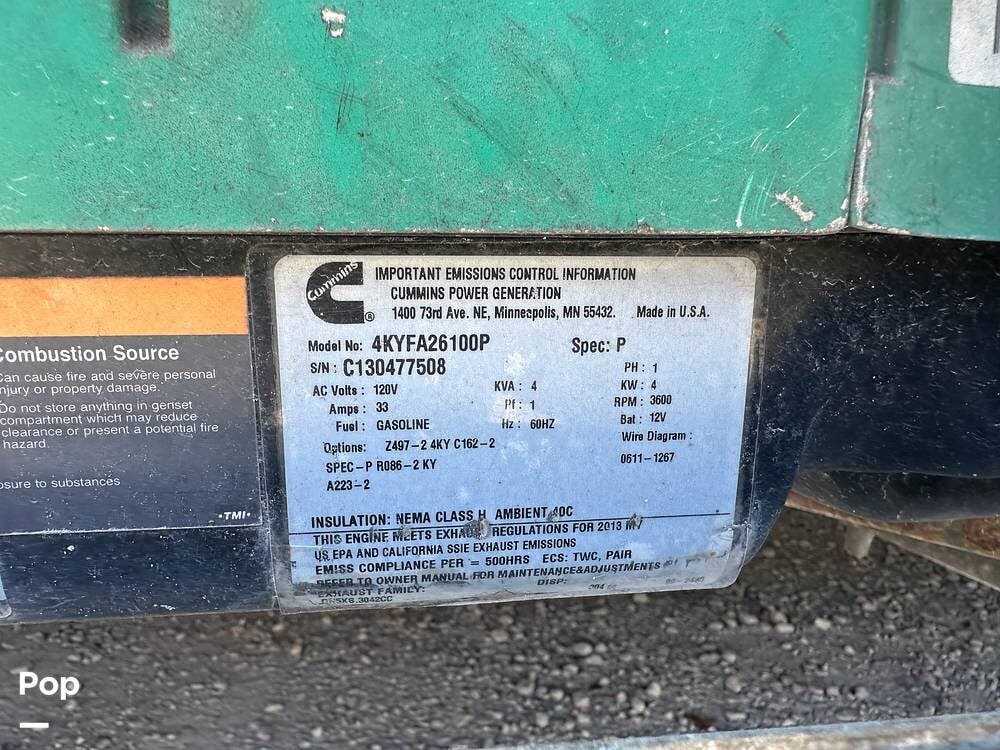 Cummins
®
IMPORTANT EMISSIONS CONTROL INFORMATION
CUMMINS POWER GENERATION
1400 73rd Ave. NE, Minneapolis, MN 55432. Made in U.S.A.
Model No: 4KYFA26100P Spec: P
S/N : C130477508 PH : 1
AC Volts : 120V KVA : 4 KW : 4
Amps : 33 Pf : 1 RPM : 3600
Fuel : GASOLINE Hz : 60HZ Bat : 12V
Options: Z497-2 4KY C162-2 Wire Diagram :
SPEC-P R086-2 KY 0611-1267
A223-2
INSULATION: NEMA CLASS H AMBIENT 40C
THIS ENGINE MEETS EXHAUST REGULATIONS FOR 2013
US EPA AND CALIFORNIA SSIE EXHAUST EMISSIONS
EMISS COMPLIANCE PER = 500HRS ECS: TWC, PAIR
REFER TO OWNER MANUAL FOR MAINTENANCE&ADJUSTMENTS
EXHAUST FAMILY: DISP:
.3042CC 304
Combustion Source
Can cause fire and severe personal
injury or property damage.
Do not store anything in genset
compartment which may reduce
clearance or present a potential fire
hazard.
osure to substances
·TMI·
Pop